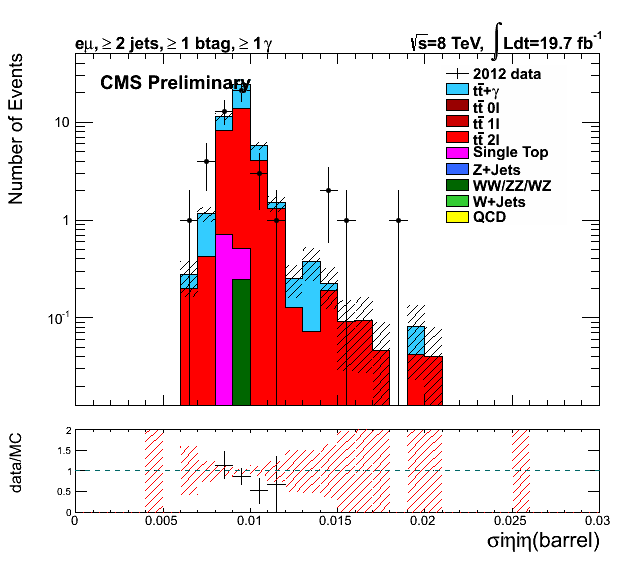 eμ, ≥ 2 jets, ≥ 1 btag, ≥ 1γ
√s=8 TeV, ∫Ldt=19.7 fb⁻¹
CMS Preliminary
Number of Events
10
1
10⁻¹
2012 data
tt̄+γ
tt̄ 0l
tt̄ 1l
tt̄ 2l
Single Top
Z+Jets
WW/ZZ/WZ
W+Jets
QCD
data/MC
2
1.5
1
0.5
0
0 0.005 0.01 0.015 0.02 0.025 0.03
σiηiη(barrel)